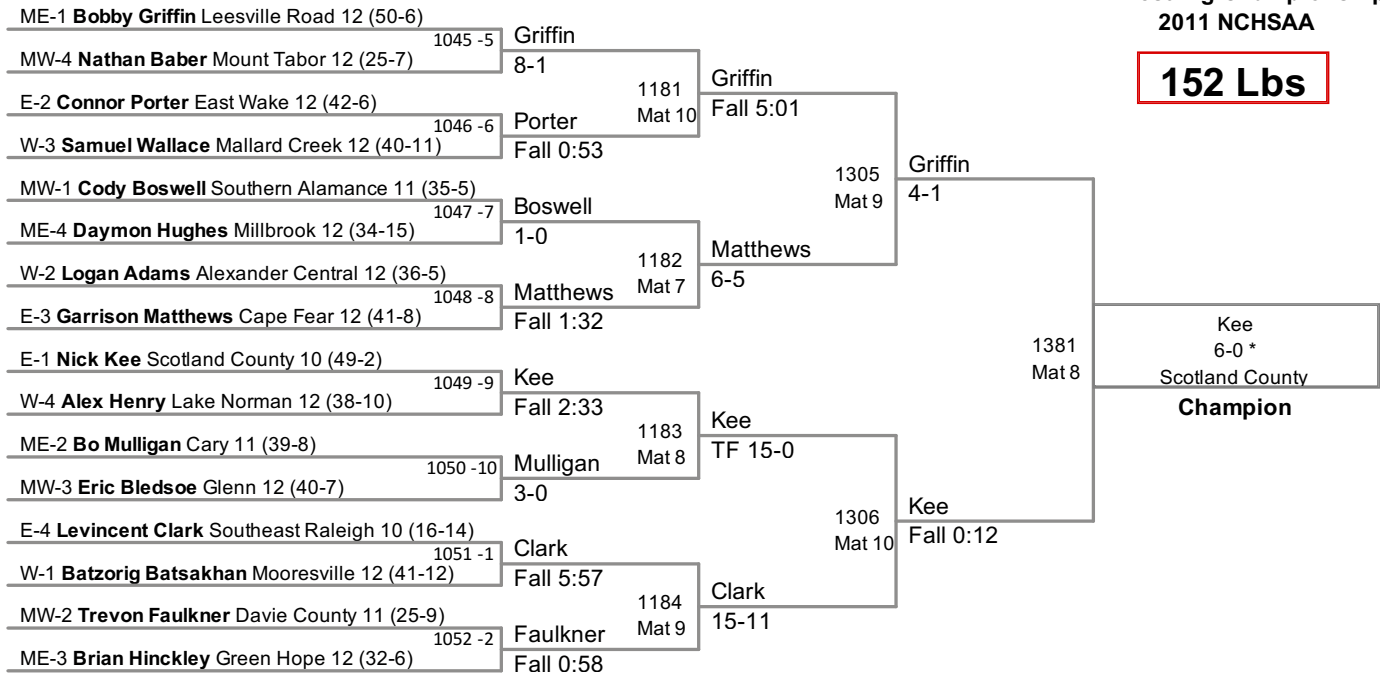 2011 NCHSAA
152 Lbs
ME-1 Bobby Griffin Leesville Road 12 (50-6)
1045 -5
MW-4 Nathan Baber Mount Tabor 12 (25-7)
Griffin
8-1
E-2 Connor Porter East Wake 12 (42-6)
1046 -6
W-3 Samuel Wallace Mallard Creek 12 (40-11)
Porter
Fall 0:53
1181
Mat 10
Griffin
Fall 5:01
MW-1 Cody Boswell Southern Alamance 11 (35-5)
1047 -7
ME-4 Daymon Hughes Millbrook 12 (34-15)
Boswell
1-0
W-2 Logan Adams Alexander Central 12 (36-5)
1048 -8
E-3 Garrison Matthews Cape Fear 12 (41-8)
Matthews
Fall 1:32
1182
Mat 7
Matthews
6-5
1305
Mat 9
Griffin
4-1
E-1 Nick Kee Scotland County 10 (49-2)
1049 -9
W-4 Alex Henry Lake Norman 12 (38-10)
Kee
Fall 2:33
ME-2 Bo Mulligan Cary 11 (39-8)
1050 -10
MW-3 Eric Bledsoe Glenn 12 (40-7)
Mulligan
3-0
1183
Mat 8
Kee
TF 15-0
E-4 Levincent Clark Southeast Raleigh 10 (16-14)
1051 -1
W-1 Batzorig Batsakhan Mooresville 12 (41-12)
Clark
Fall 5:57
MW-2 Trevon Faulkner Davie County 11 (25-9)
1052 -2
ME-3 Brian Hinckley Green Hope 12 (32-6)
Faulkner
Fall 0:58
1184
Mat 9
Clark
15-11
1306
Mat 10
Kee
Fall 0:12
1381
Mat 8
Kee
6-0 *
Scotland County
Champion